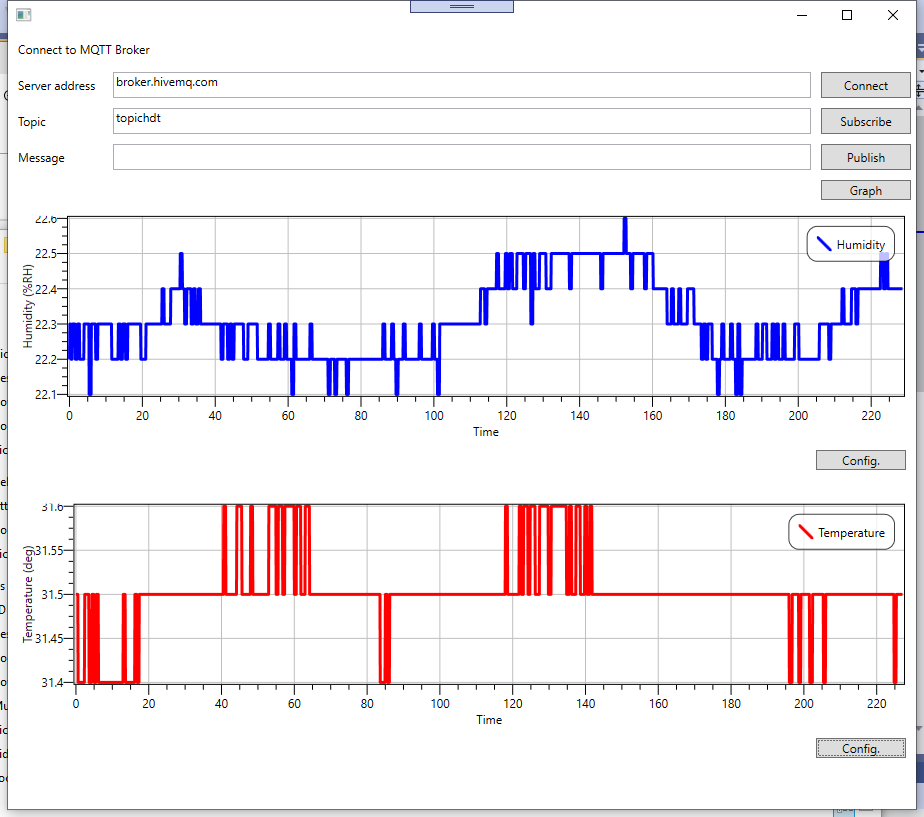 Connect to MQTT Broker
Server address broker.hivemq.com Connect
Topic topichdt Subscribe
Message Publish
Graph
Humidity (%RH)
22.6
22.5
22.4
22.3
22.2
22.1
Humidity
0 20 40 60 80 100 120 140 160 180 200 220
Time
Config.
Temperature (deg)
31.6
31.55
31.5
31.45
31.4
Temperature
0 20 40 60 80 100 120 140 160 180 200 220
Time
Config.